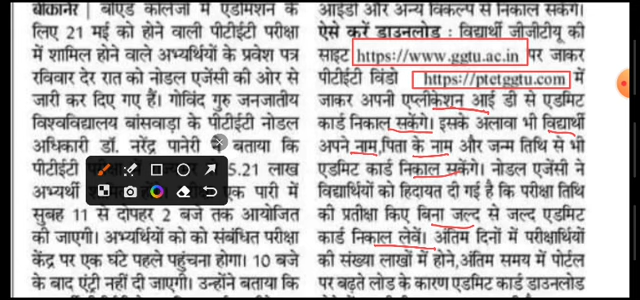 बीकानेर | बीएड कॉलेजों में एडमिशन के
लिए 21 मई को होने वाली पीटीईटी परीक्षा
में शामिल होने वाले अभ्यर्थियों के प्रवेश पत्र
रविवार देर रात को नोडल एजेंसी की ओर से
जारी कर दिए गए हैं। गोविंद गुरु जनजातीय
विश्वविद्यालय बांसवाड़ा के पीटीईटी नोडल
अधिकारी डॉ. नरेंद्र पानेरी बताया कि
पीटीईटी 5.21 लाख
अभ्यर्थी एक पारी में
सुबह 11 से दोपहर 2 बजे तक आयोजित
की जाएगी। अभ्यर्थियों को को संबंधित परीक्षा
केंद्र पर एक घंटे पहले पहुंचना होगा। 10 बजे
के बाद एंट्री नहीं दी जाएगी। उन्होंने बताया कि
आईडी और अन्य विकल्प से निकाल सकेंगे।
ऐसे करें डाउनलोड : विद्यार्थी जीजीटीयू की
साइट https://www.ggtu.ac.in पर जाकर
पीटीईटी विंडो https://ptetggtu.com में
जाकर अपनी एप्लीकेशन आई डी से एडमिट
कार्ड निकाल सकेंगे। इसके अलावा भी विद्यार्थी
अपने नाम,पिता के नाम और जन्म तिथि से भी
एडमिट कार्ड निकाल सकेंगे। नोडल एजेंसी ने
विद्यार्थियों को हिदायत दी गई है कि परीक्षा तिथि
की प्रतीक्षा किए बिना जल्द से जल्द एडमिट
कार्ड निकाल लेवें। अंतिम दिनों में परीक्षार्थियों
की संख्या लाखों में होने,अंतिम समय में पोर्टल
पर बढ़ते लोड के कारण एडमिट कार्ड डाउनलोड